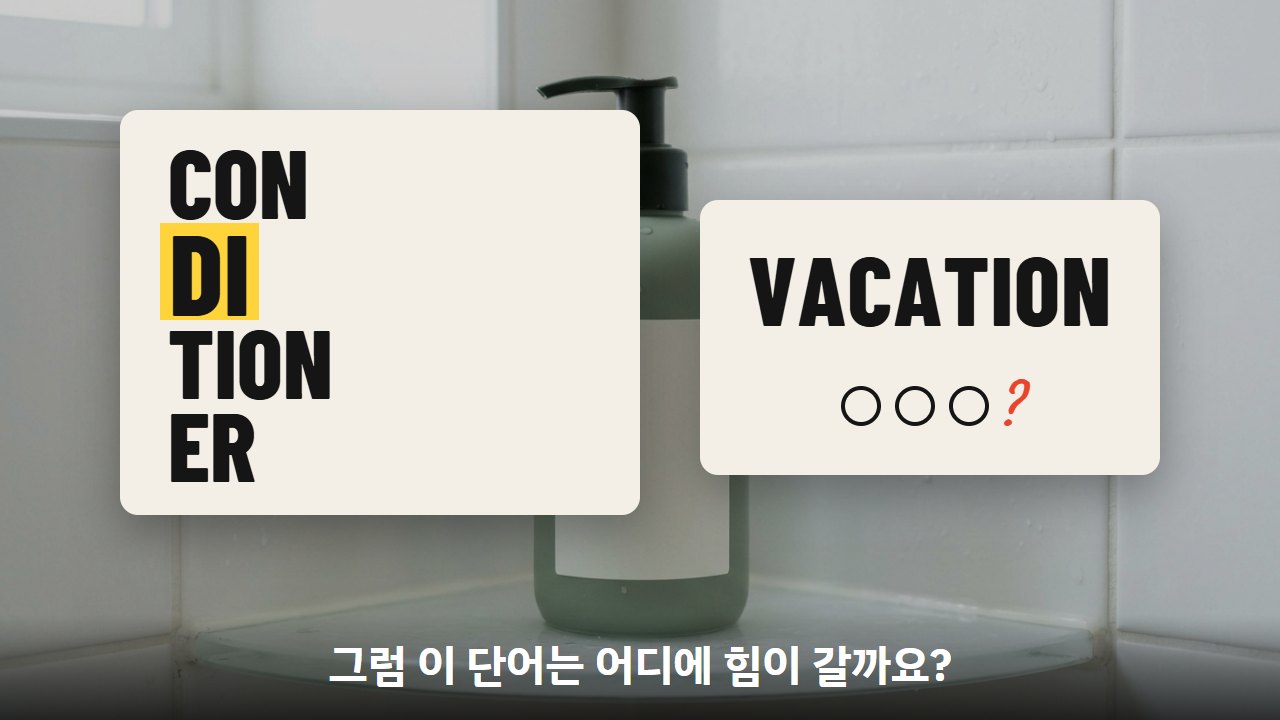 CON
DI
TION
ER
VACATION
○○○?
그럼 이 단어는 어디에 힘이 갈까요?